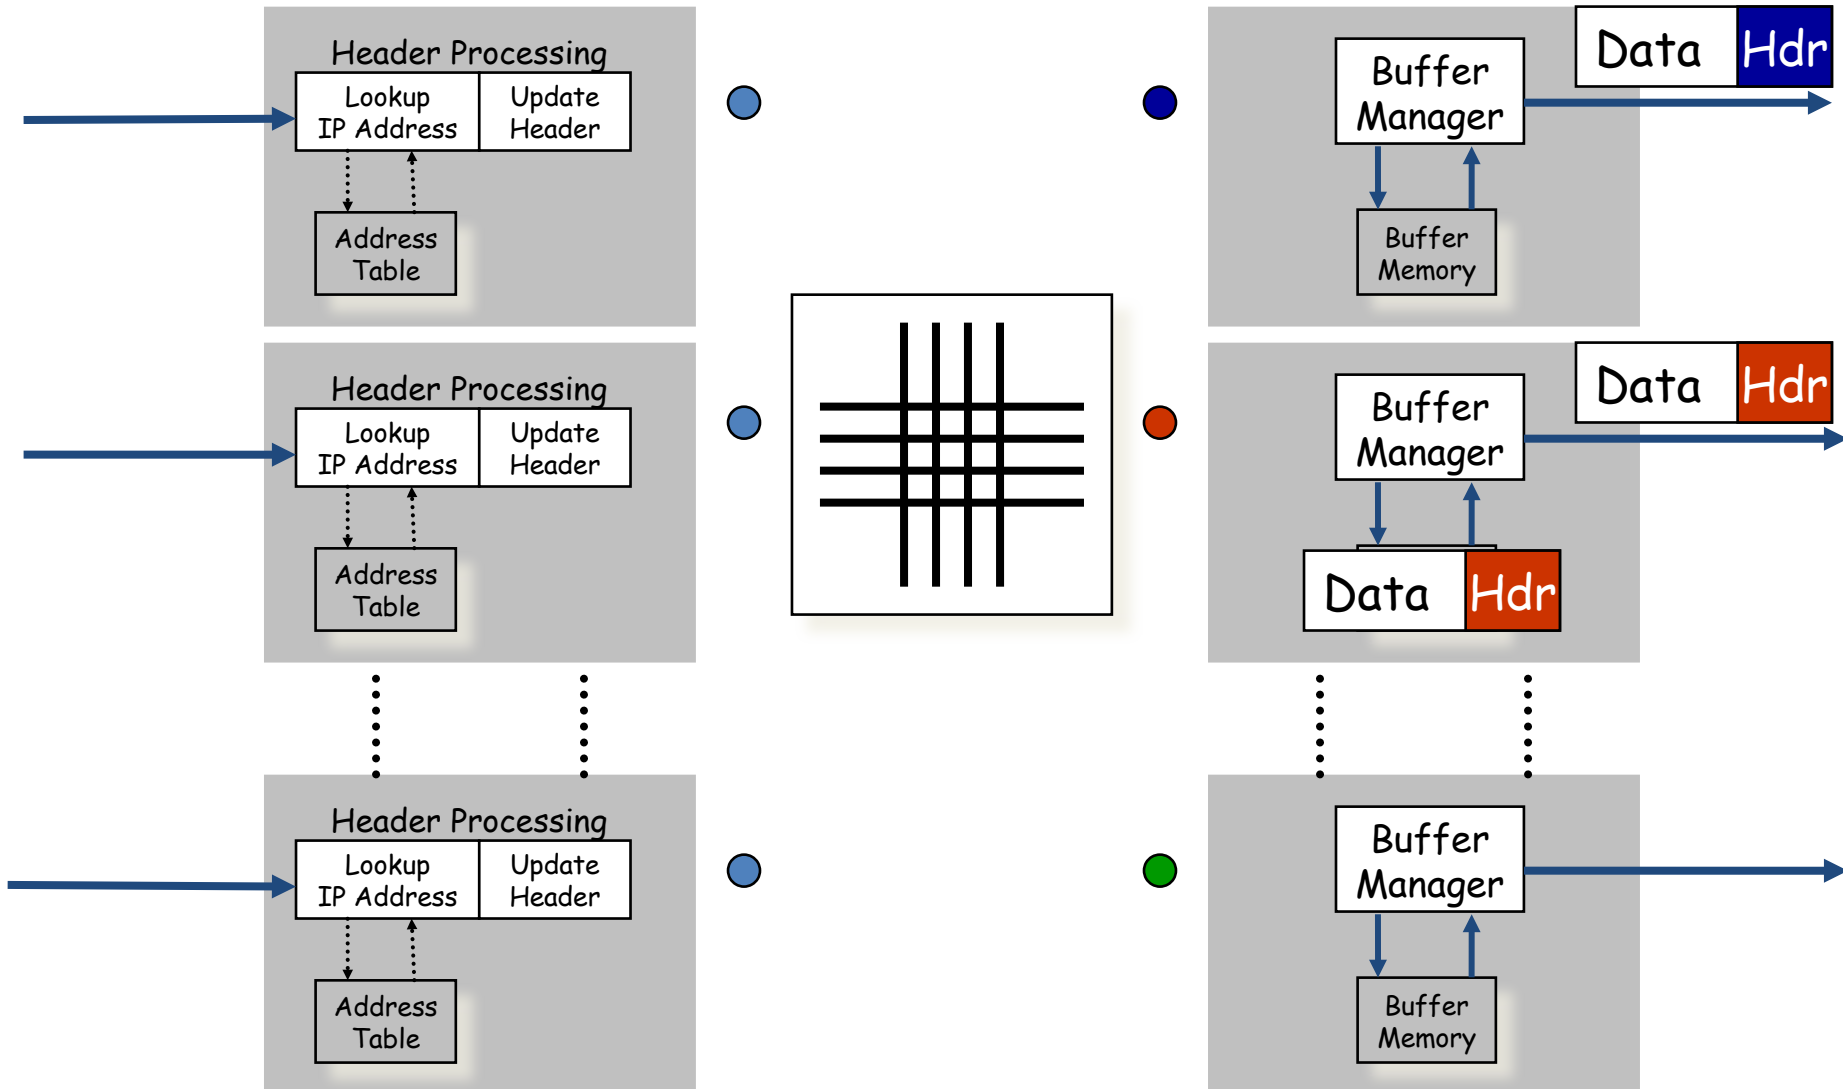 Header Processing
Lookup
IP Address
Update
Header
Address
Table
Buffer
Manager
Buffer
Memory
Data Hdr
Header Processing
Lookup
IP Address
Update
Header
Address
Table
Buffer
Manager
Data Hdr
Data Hdr
Header Processing
Lookup
IP Address
Update
Header
Address
Table
Buffer
Manager
Buffer
Memory